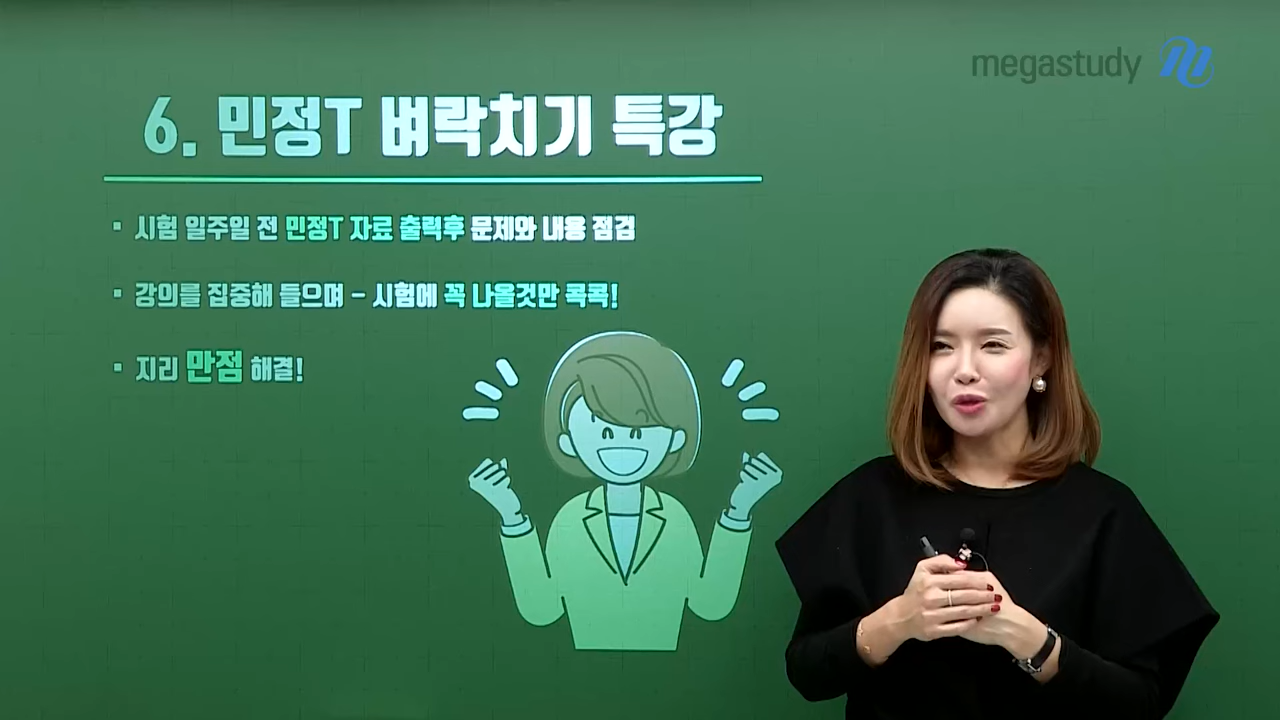 megastudy
6. 민정T 벼락치기 특강
▪ 시험 일주일 전 민정T 자료 출력후 문제와 내용 점검
▪ 강의를 집중해 들으며 - 시험에 꼭 나올것만 콕콕!
▪ 지리 만점 해결!